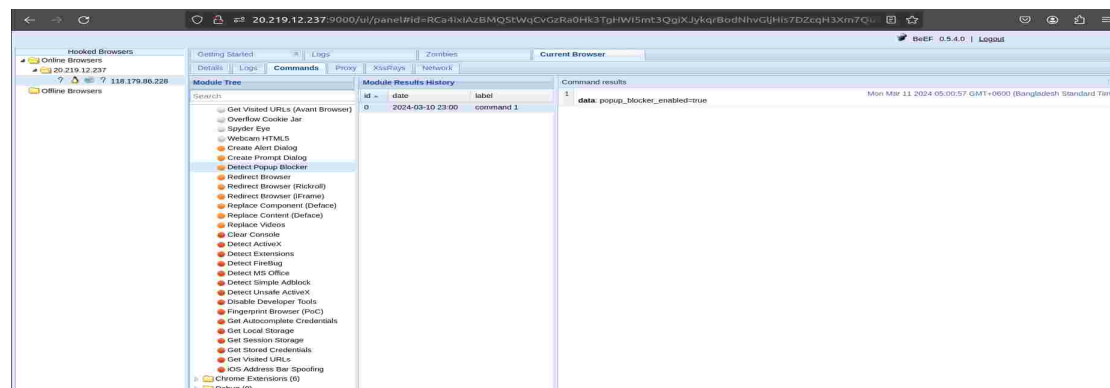 20.219.12.237:9000/ui/panel#id=RCa4ixIAzBMQStWqCvGzRa0Hk3TgHWI5mt3QgiXJykqrBodNhvGljHis7DZcqH3Xm7Qu
BeEF 0.5.4.0 | Logout
Hooked Browsers
Online Browsers
20.219.12.237
? ? 118.179.86.228
Offline Browsers
Getting Started Logs Zombies Current Browser
Details Logs Commands Proxy XssRays Network
Module Tree
Search
Get Visited URLs (Avant Browser)
Overflow Cookie Jar
Spyder Eye
Webcam HTML5
Create Alert Dialog
Create Prompt Dialog
Detect Popup Blocker
Redirect Browser
Redirect Browser (Rickroll)
Redirect Browser (iFrame)
Replace Component (Deface)
Replace Content (Deface)
Replace Videos
Clear Console
Detect ActiveX
Detect Extensions
Detect FireBug
Detect MS Office
Detect Simple Adblock
Detect Unsafe ActiveX
Disable Developer Tools
Fingerprint Browser (PoC)
Get Autocomplete Credentials
Get Local Storage
Get Session Storage
Get Stored Credentials
Get Visited URLs
iOS Address Bar Spoofing
Chrome Extensions (6)
Module Results History
id date label
0 2024-03-10 23:00 command 1
Command results
1 Mon Mar 11 2024 05:00:57 GMT+0600 (Bangladesh Standard Tim
data: popup_blocker_enabled=true